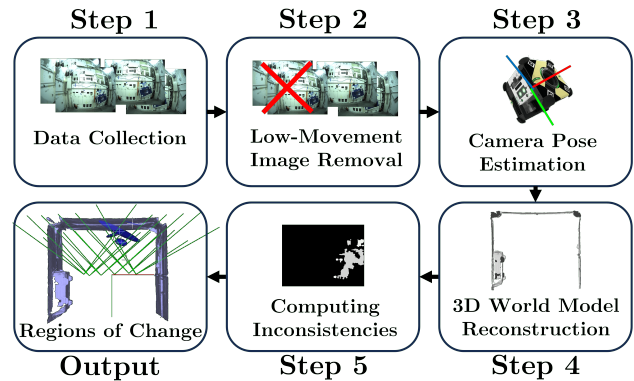 Step 1
Step 2
Step 3
Data Collection
Low-Movement
Image Removal
Camera Pose
Estimation
Regions of Change
Computing
Inconsistencies
3D World Model
Reconstruction
Output
Step 5
Step 4